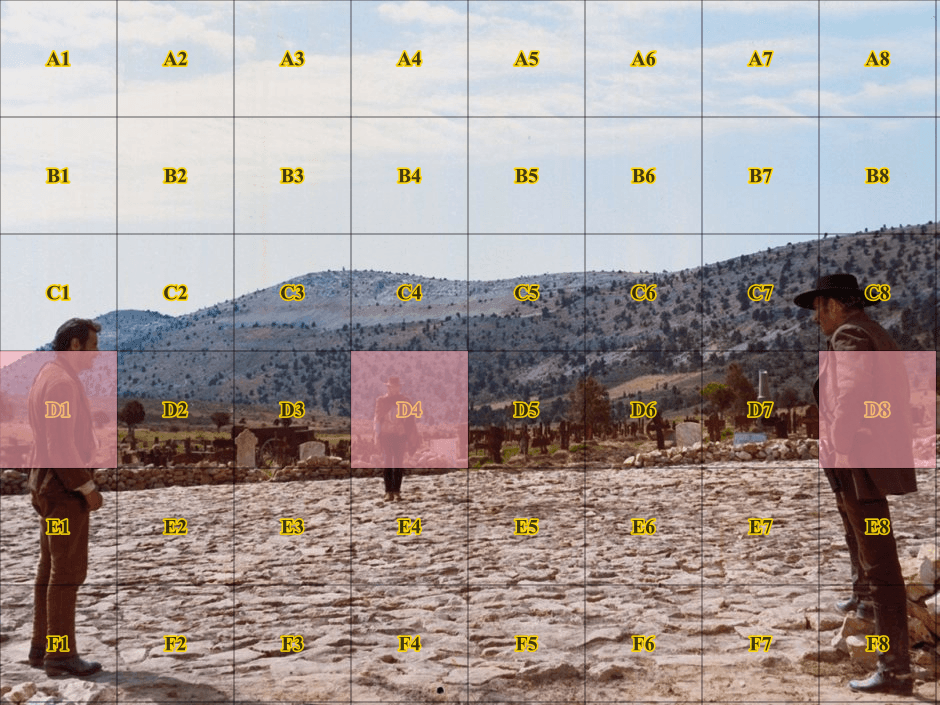 A1 A2 A3 A4 A5 A6 A7 A8
B1 B2 B3 B4 B5 B6 B7 B8
C1 C2 C3 C4 C5 C6 C7 C8
D1 D2 D3 D4 D5 D6 D7 D8
E1 E2 E3 E4 E5 E6 E7 E8
F1 F2 F3 F4 F5 F6 F7 F8